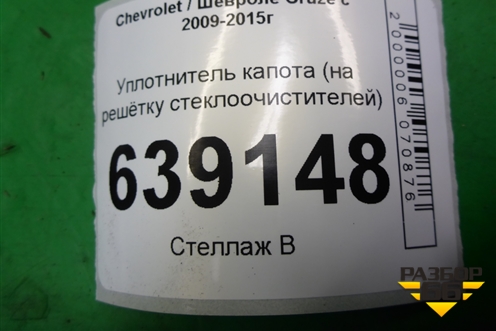 Chevrolet / Шевроле Cruze с
2009-2015г
Уплотнитель капота (на
решётку стеклоочистителей)
639148
Стеллаж В
2000006070876
РАЗБОР